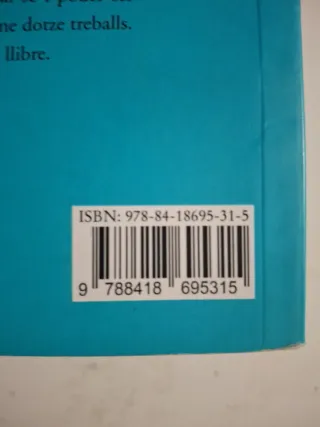 ne dotze treballs.
llibre.
ISBN: 978-84-18695-31-5
9 788418 695315